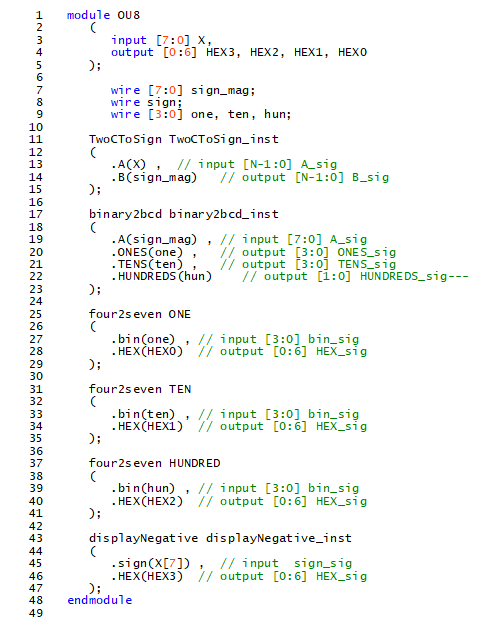 1 module OU8
2 (
3 input [7:0] X,
4 output [0:6] HEX3, HEX2, HEX1, HEX0
5 );
6
7 wire [7:0] sign_mag;
8 wire sign;
9 wire [3:0] one, ten, hun;
10
11 TwoCToSign TwoCToSign_inst
12 (
13 .A(X) , // input [N-1:0] A_sig
14 .B(sign_mag) // output [N-1:0] B_sig
15 );
16
17 binary2bcd binary2bcd_inst
18 (
19 .A(sign_mag) , // input [7:0] A_sig
20 .ONES(one) , // output [3:0] ONES_sig
21 .TENS(ten) , // output [3:0] TENS_sig
22 .HUNDREDS(hun) // output [1:0] HUNDREDS_sig---
23 );
24
25 four2seven ONE
26 (
27 .bin(one) , // input [3:0] bin_sig
28 .HEX(HEX0) // output [0:6] HEX_sig
29 );
30
31 four2seven TEN
32 (
33 .bin(ten) , // input [3:0] bin_sig
34 .HEX(HEX1) // output [0:6] HEX_sig
35 );
36
37 four2seven HUNDRED
38 (
39 .bin(hun) , // input [3:0] bin_sig
40 .HEX(HEX2) // output [0:6] HEX_sig
41 );
42
43 displayNegative displayNegative_inst
44 (
45 .sign(X[7]) , // input sign_sig
46 .HEX(HEX3) // output [0:6] HEX_sig
47 );
48 endmodule
49